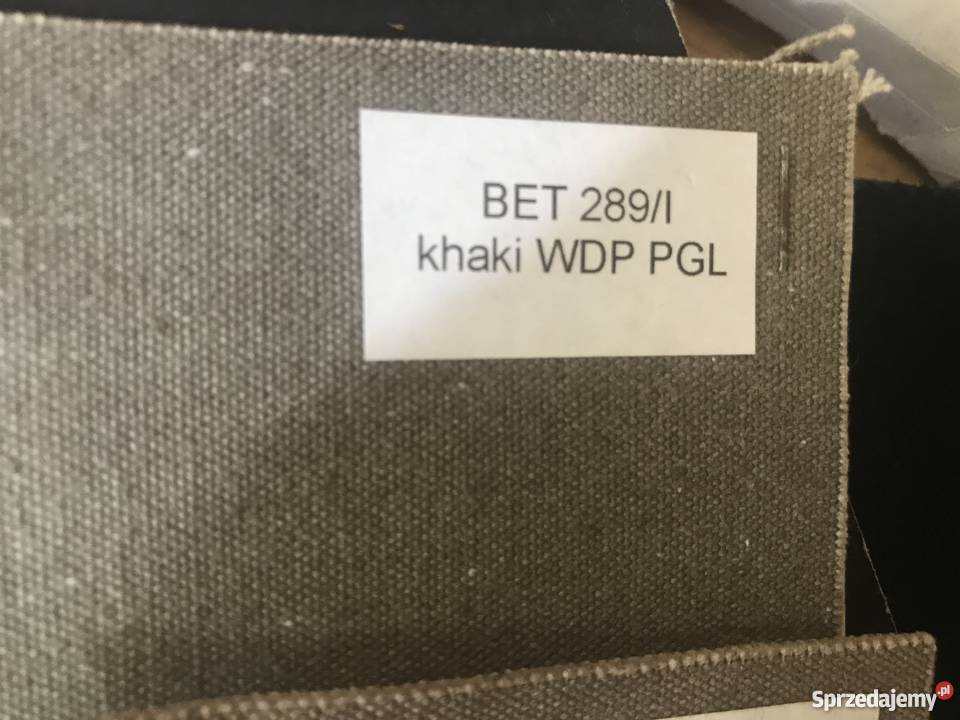 BET 289/I
khaki WDP PGL
Sprzedajemy.pl